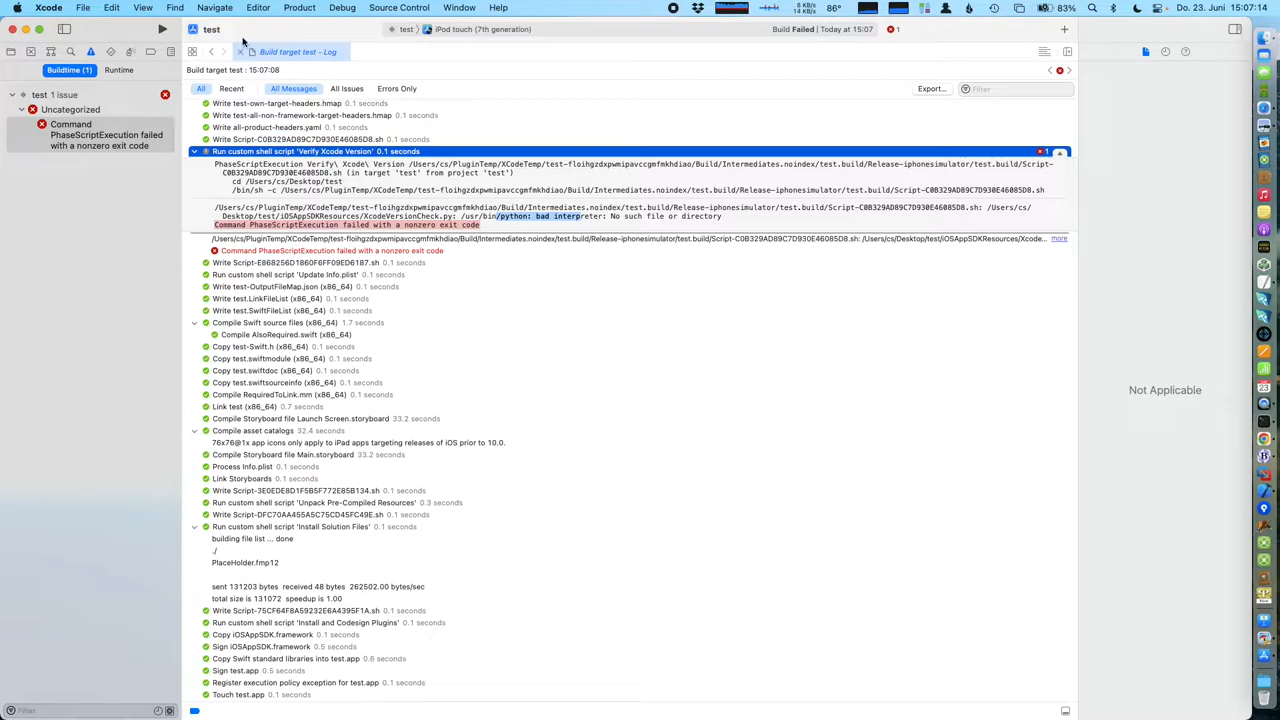 Xcode File Edit View Find Navigate Editor Product Debug Source Control Window Help
6 KB/s
14 KB/s
86°
Wed 24. Nov 15:07:14
test
test
iPod touch (7th generation)
Build Failed | Today at 15:07
1
Build target test – Log
Buildtime (1)
Runtime
Build target test : 15:07:08
All
Recent
All Messages
All Issues
Errors Only
Export...
Filter
test 1 issue
Uncategorized
Command
PhaseScriptExecution failed
with a nonzero exit code
Write test-own-target-headers.hmap 0.1 seconds
Write test-all-non-framework-target-headers.hmap 0.1 seconds
Write all-product-headers.yaml 0.1 seconds
Write Script-C0B329AD89C7D930E46085D8.sh 0.1 seconds
Run custom shell script 'Verify Xcode Version' 0.1 seconds
1
PhaseScriptExecution Verify\ Xcode\ Version /Users/cs/PluginTemp/XCodeTemp/test-floihgzdxpwmipavccgmfmkhdiao/Build/Intermediates.noindex/test.build/Release-iphonesimulator/test.build/Script-
C0B329AD89C7D930E46085D8.sh (in target 'test' from project 'test')
cd /Users/cs/Desktop/test
/bin/sh -c /Users/cs/PluginTemp/XCodeTemp/test-floihgzdxpwmipavccgmfmkhdiao/Build/Intermediates.noindex/test.build/Release-iphonesimulator/test.build/Script-C0B329AD89C7D930E46085D8.sh
/Users/cs/PluginTemp/XCodeTemp/test-floihgzdxpwmipavccgmfmkhdiao/Build/Intermediates.noindex/test.build/Release-iphonesimulator/test.build/Script-C0B329AD89C7D930E46085D8.sh: /Users/cs/
Desktop/test/iOSAppSDKResources/XcodeVersionCheck.py: /usr/bin/python: bad interpreter: No such file or directory
Command PhaseScriptExecution failed with a nonzero exit code
/Users/cs/PluginTemp/XCodeTemp/test-floihgzdxpwmipavccgmfmkhdiao/Build/Intermediates.noindex/test.build/Release-iphonesimulator/test.build/Script-C0B329AD89C7D930E46085D8.sh: /Users/cs/Desktop/test/iOSAppSDKResources/Xcode... more
Command PhaseScriptExecution failed with a nonzero exit code
Write Script-E868256D1860F6FF09ED6187.sh 0.1 seconds
Run custom shell script 'Update Info.plist' 0.1 seconds
Write test-OutputFileMap.json (x86_64) 0.1 seconds
Write test.LinkFileList (x86_64) 0.1 seconds
Write test.SwiftFileList (x86_64) 0.1 seconds
Compile Swift source files (x86_64) 1.7 seconds
Compile AlsoRequired.swift (x86_64)
Copy test-Swift.h (x86_64) 0.1 seconds
Copy test.swiftmodule (x86_64) 0.1 seconds
Copy test.swiftdoc (x86_64) 0.1 seconds
Copy test.swiftsourceinfo (x86_64) 0.1 seconds
Compile RequiredToLink.mm (x86_64) 0.1 seconds
Link test (x86_64) 0.7 seconds
Compile Storyboard file Launch Screen.storyboard 33.2 seconds
Compile asset catalogs 32.4 seconds
76x76@1x app icons only apply to iPad apps targeting releases of iOS prior to 10.0.
Compile Storyboard file Main.storyboard 33.2 seconds
Process Info.plist 0.1 seconds
Link Storyboards 0.1 seconds
Write Script-3E0EDE8D1F5B5F772E85B134.sh 0.1 seconds
Run custom shell script 'Unpack Pre-Compiled Resources' 0.3 seconds
Write Script-DFC70AA455A5C75CD45FC49E.sh 0.1 seconds
Run custom shell script 'Install Solution Files' 0.1 seconds
building file list ... done
./
PlaceHolder.fmp12
sent 131203 bytes received 48 bytes 262502.00 bytes/sec
total size is 131072 speedup is 1.00
Write Script-75CF64F8A59232E6A4395F1A.sh 0.1 seconds
Run custom shell script 'Install and Codesign Plugins' 0.1 seconds
Copy iOSAppSDK.framework 0.1 seconds
Sign iOSAppSDK.framework 0.5 seconds
Copy Swift standard libraries into test.app 0.6 seconds
Sign test.app 0.5 seconds
Register execution policy exception for test.app 0.1 seconds
Touch test.app 0.1 seconds
Not Applicable
Filter